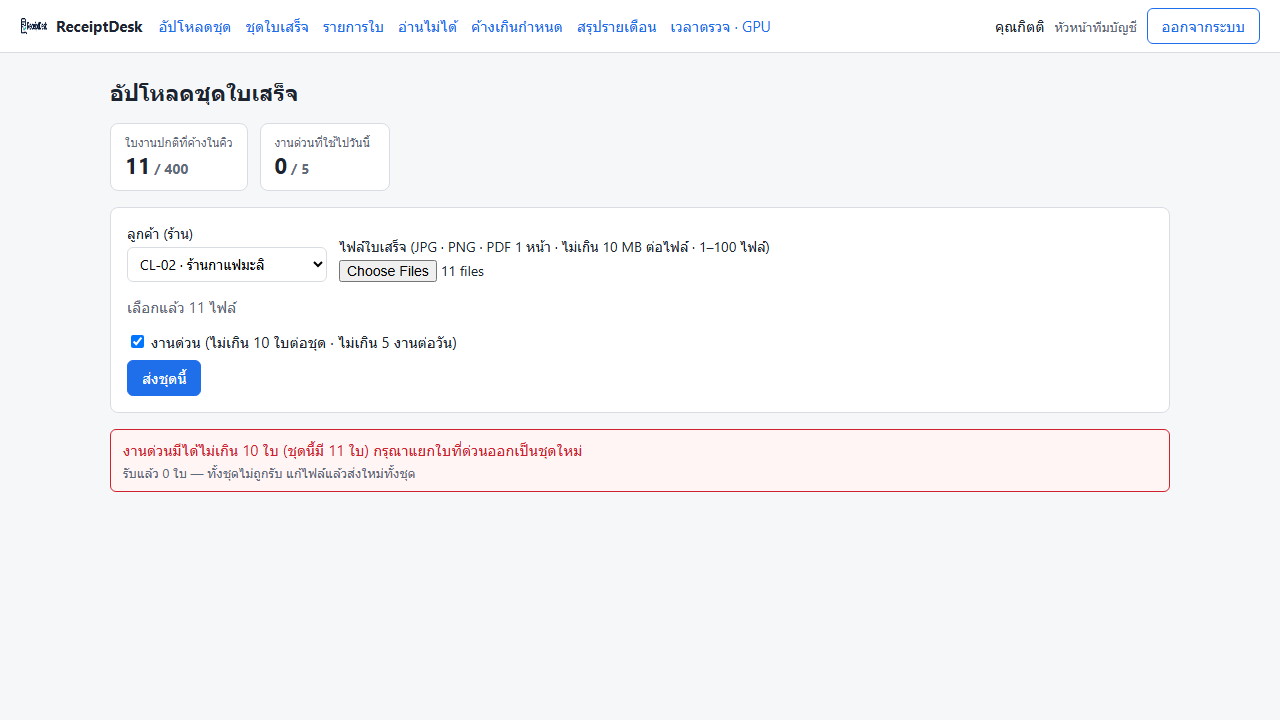 ReceiptDesk อัปโหลดชุด ชุดใบเสร็จ รายการใบ อ่านไม่ได้ ค้างเกินกำหนด สรุปรายเดือน เวลาตรวจ · GPU คุณกิตติ หัวหน้าทีมบัญชี ออกจากระบบ
อัปโหลดชุดใบเสร็จ
ใบงานปกติที่ค้างในคิว
11 / 400
งานด่วนที่ใช้ไปวันนี้
0 / 5
ลูกค้า (ร้าน)
CL-02 · ร้านกาแฟมะลิ
ไฟล์ใบเสร็จ (JPG · PNG · PDF 1 หน้า · ไม่เกิน 10 MB ต่อไฟล์ · 1–100 ไฟล์)
Choose Files 11 files
เลือกแล้ว 11 ไฟล์
งานด่วน (ไม่เกิน 10 ใบต่อชุด · ไม่เกิน 5 งานต่อวัน)
ส่งชุดนี้
งานด่วนมีได้ไม่เกิน 10 ใบ (ชุดนี้มี 11 ใบ) กรุณาแยกใบที่ด่วนออกเป็นชุดใหม่
รับแล้ว 0 ใบ — ทั้งชุดไม่ถูกรับ แก้ไฟล์แล้วส่งใหม่ทั้งชุด